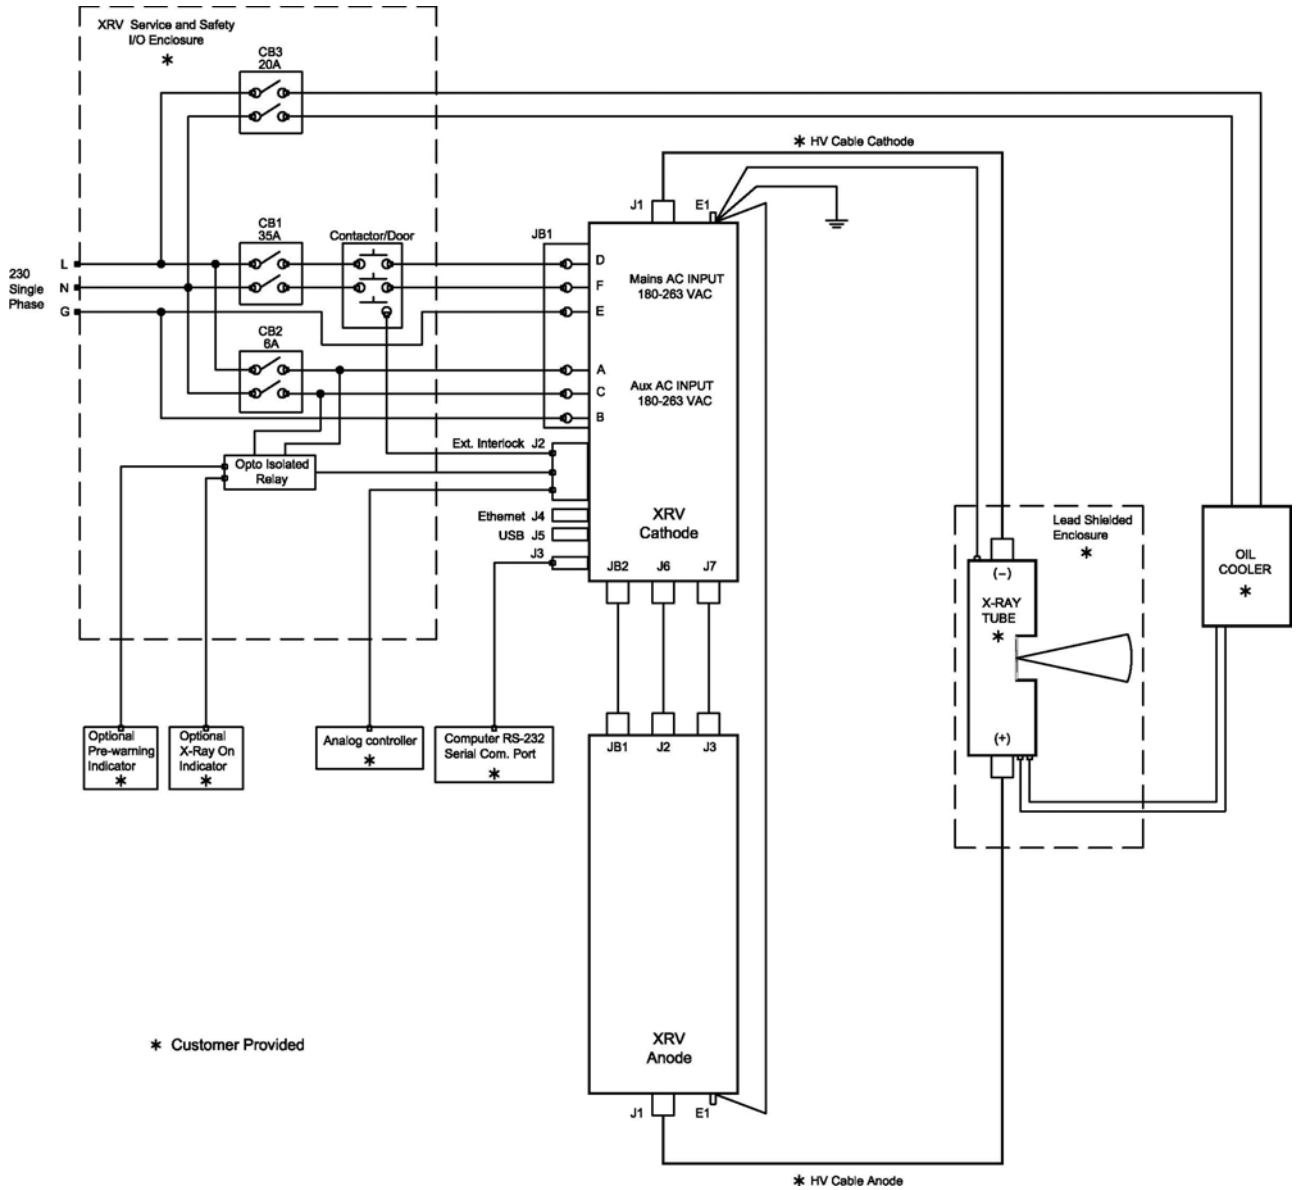 XRV Service and Safety
I/O Enclosure
*
CB3
20A
* HV Cable Cathode
J1
E1
CB1
35A
Contactor/Door
JB1
230
Single
Phase
L
N
G
D
F
E
Mains AC INPUT
180-263 VAC
CB2
6A
A
C
B
Aux AC INPUT
180-263 VAC
Ext. Interlock J2
Opto Isolated
Relay
Ethernet J4
USB J5
J3
XRV
Cathode
JB2
J6
J7
Lead Shielded
Enclosure
*
(−)
X-RAY
TUBE
*
(+)
OIL
COOLER
*
Optional
Pre-warning
Indicator
*
Optional
X-Ray On
Indicator
*
Analog controller
*
Computer RS-232
Serial Com. Port
*
JB1
J2
J3
XRV
Anode
* Customer Provided
J1
E1
* HV Cable Anode